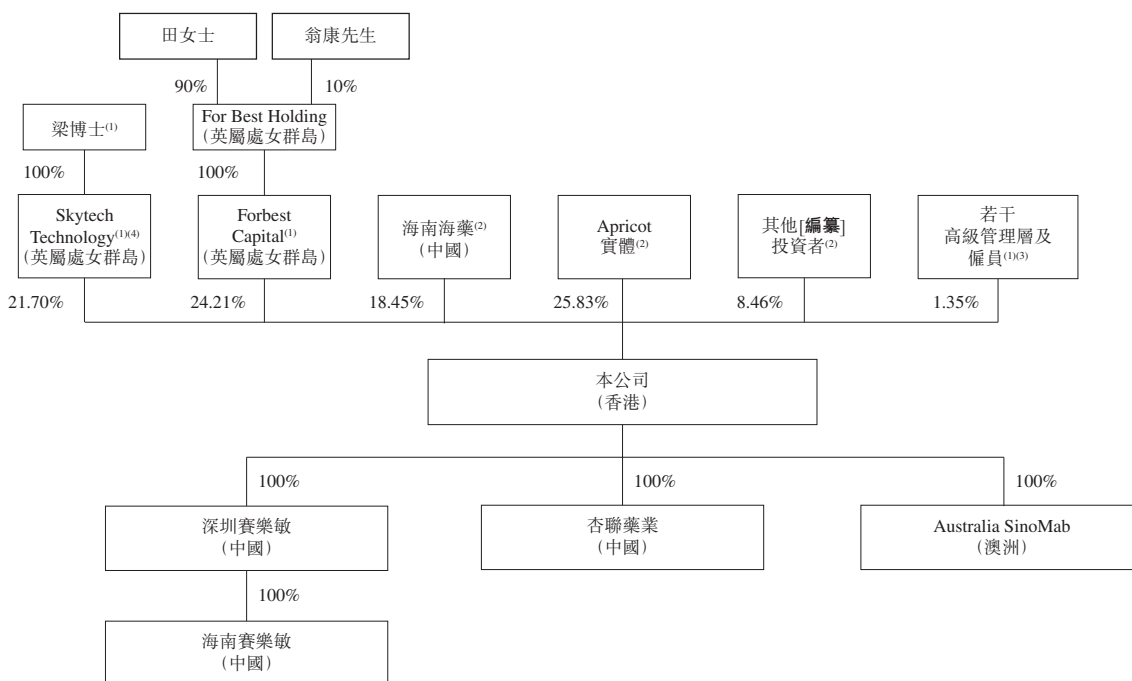 田女士
翁康先生
90%
10%
梁博士(1)
For Best Holding
(英屬處女群島)
100%
100%
Skytech
Technology(1)(4)
(英屬處女群島)
Forbest
Capital(1)
(英屬處女群島)
海南海藥(2)
(中國)
Apricot
實體(2)
其他[編纂]
投資者(2)
若干
高級管理層及
僱員(1)(3)
21.70%
24.21%
18.45%
25.83%
8.46%
1.35%
本公司
(香港)
100%
100%
100%
深圳賽樂敏
(中國)
杏聯藥業
(中國)
Australia SinoMab
(澳洲)
100%
海南賽樂敏
(中國)